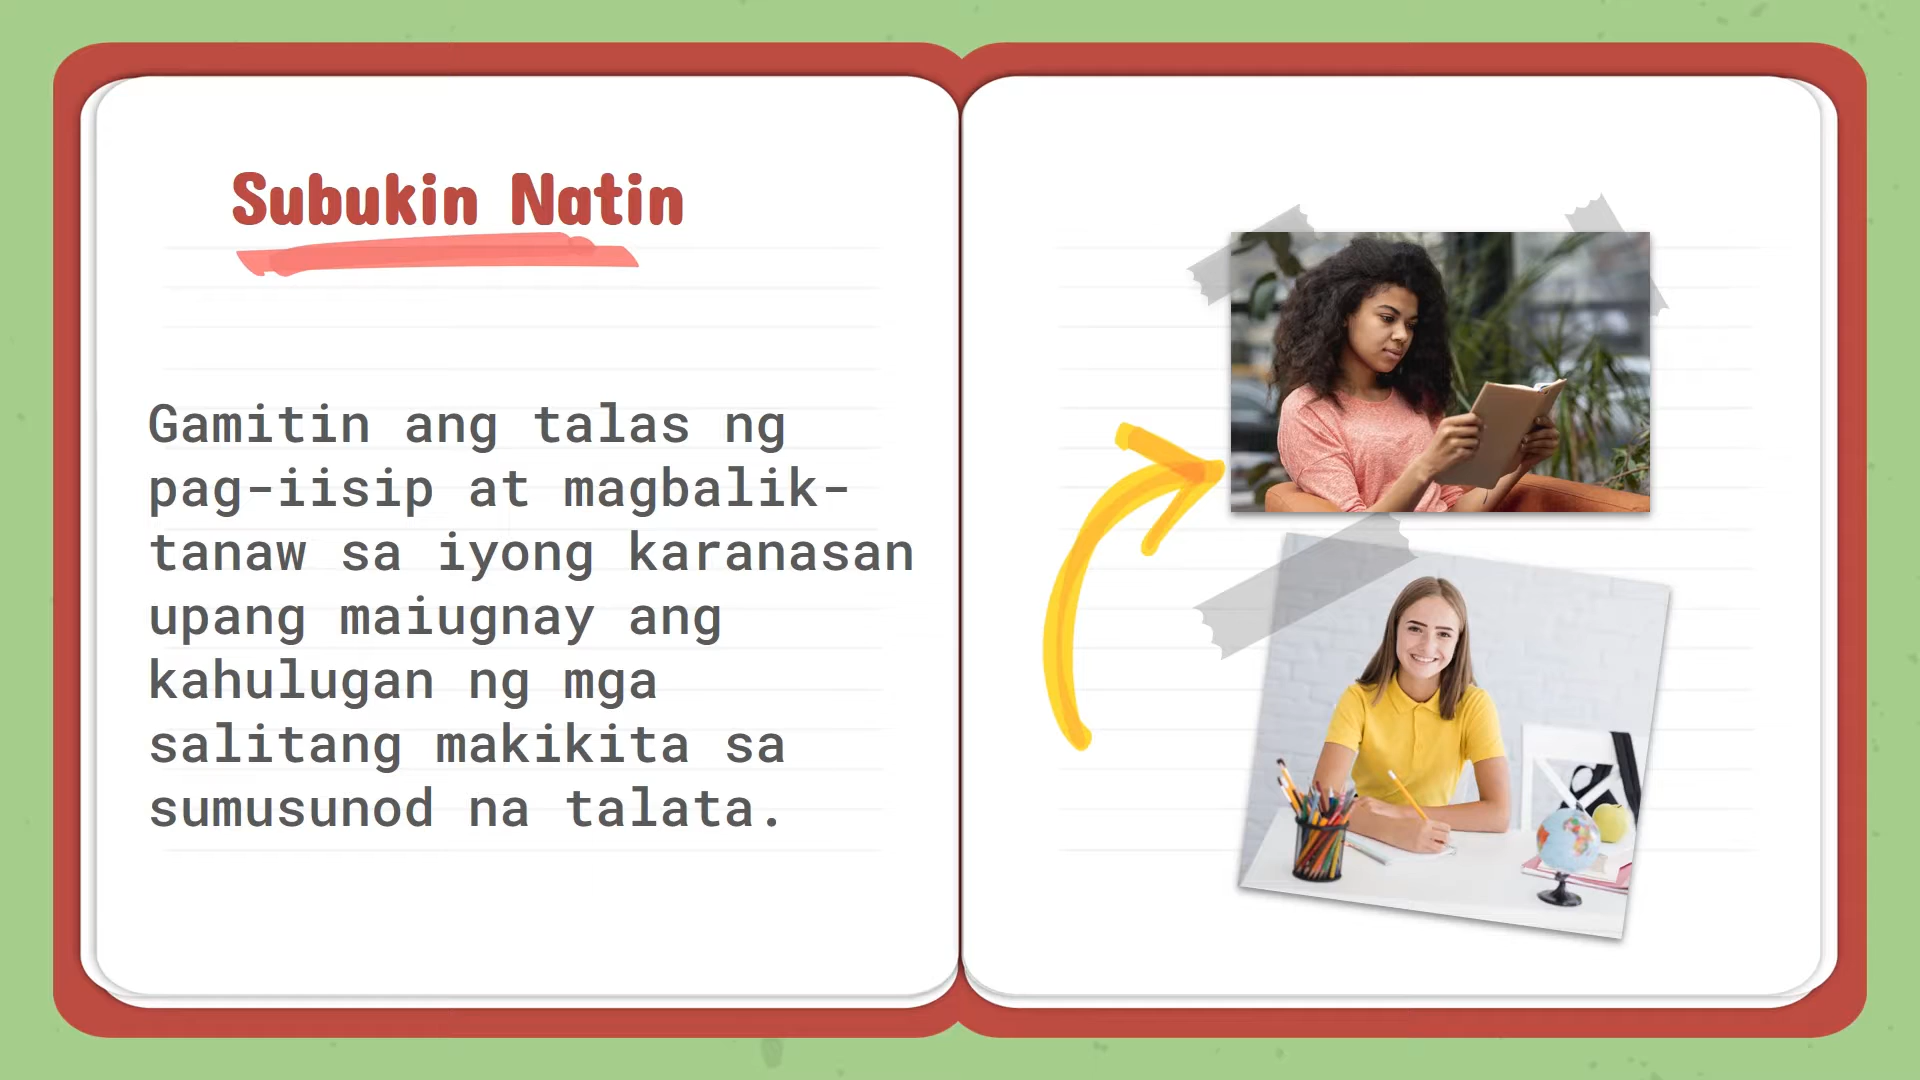 Subukin Natin
Gamitin ang talas ng
pag-iisip at magbalik-
tanaw sa iyong karanasan
upang maiugnay ang
kahulugan ng mga
salitang makikita sa
sumusunod na talata.